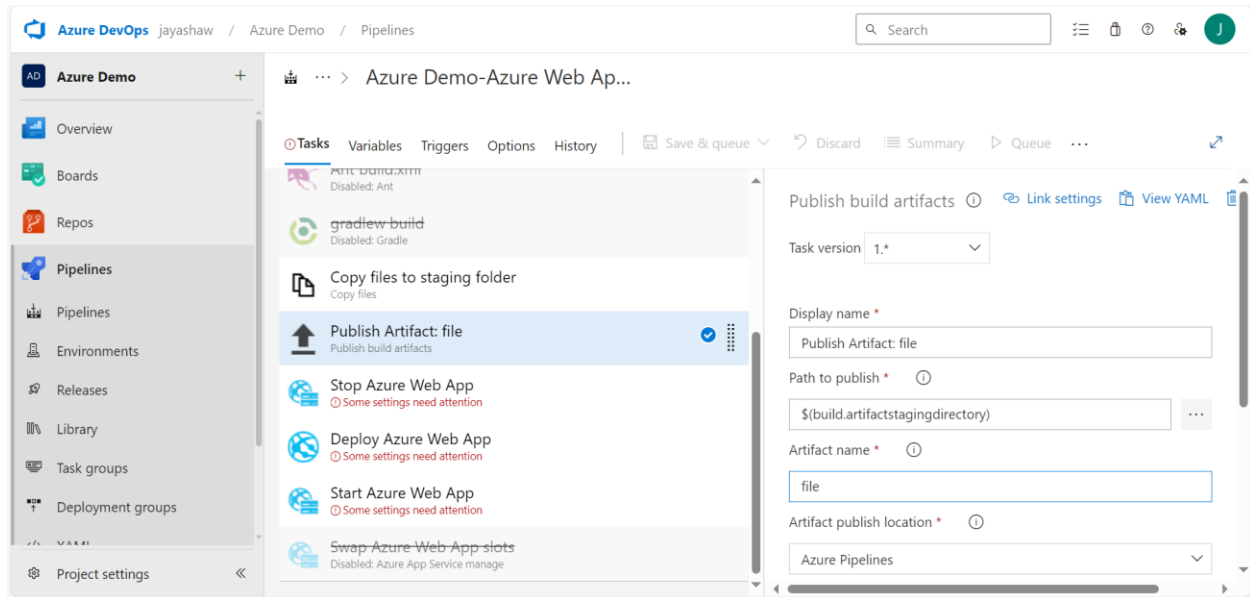 Azure DevOps jayashaw / Azure Demo / Pipelines
Search
J
AD Azure Demo
··· > Azure Demo-Azure Web Ap...
Overview
Boards
Repos
Pipelines
Pipelines
Environments
Releases
Library
Task groups
Deployment groups
YAML
Project settings
Tasks Variables Triggers Options History Save & queue Discard Summary Queue ···
Ant build.xml
Disabled: Ant
gradlew build
Disabled: Gradle
Copy files to staging folder
Copy files
Publish Artifact: file
Publish build artifacts
Stop Azure Web App
Some settings need attention
Deploy Azure Web App
Some settings need attention
Start Azure Web App
Some settings need attention
Swap Azure Web App slots
Disabled: Azure App Service manage
Publish build artifacts Link settings View YAML
Task version 1.*
Display name *
Publish Artifact: file
Path to publish *
$(build.artifactstagingdirectory)
···
Artifact name *
file
Artifact publish location *
Azure Pipelines